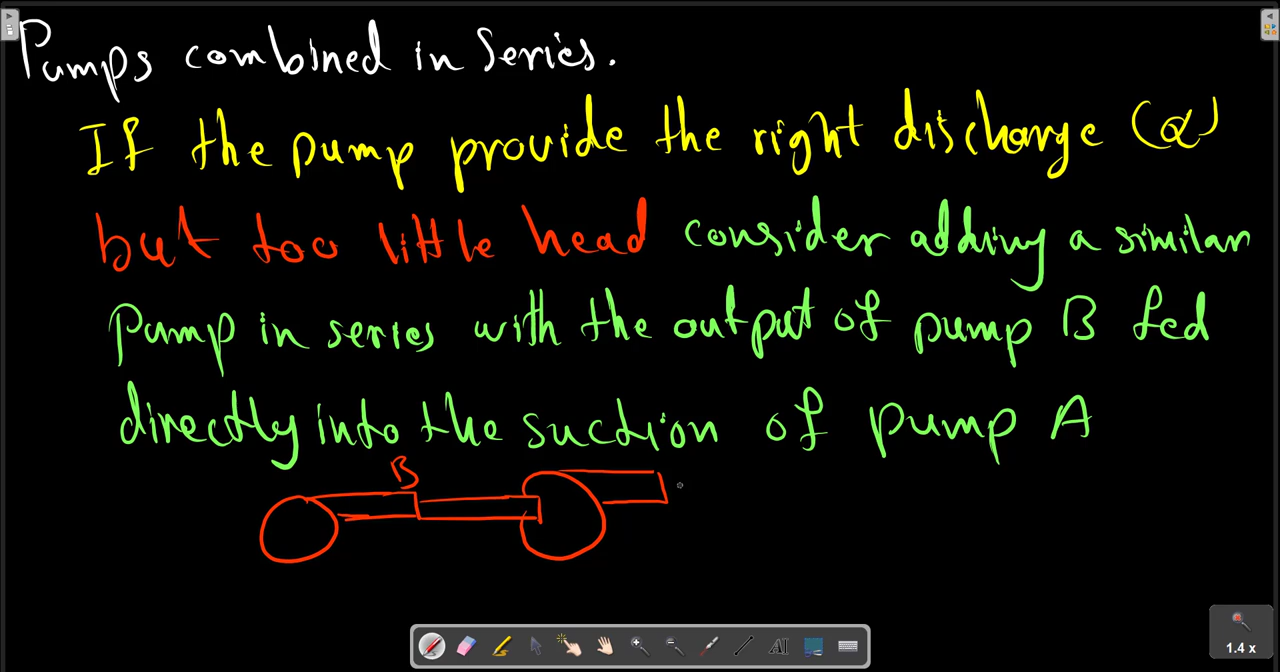 Pumps combined in Series.
If the pump provide the right discharge (Q)
but too little head consider adding a similar
Pump in series with the output of pump B fed
directly into the suction of pump A
B
AI
1.4 x